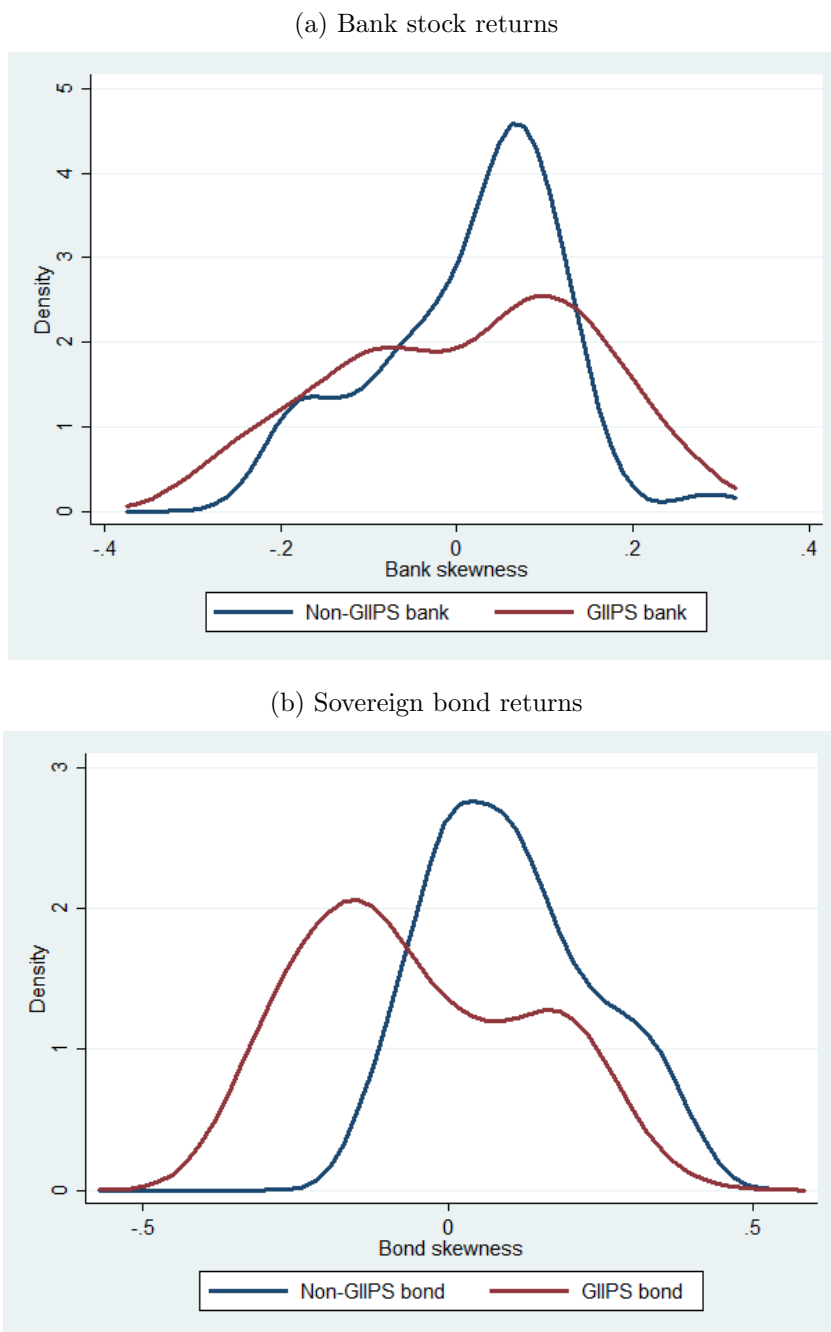 (a) Bank stock returns
5
4
3
2
1
0
Density
-.4 -.2 0 .2 .4
Bank skewness
Non-GIIPS bank GIIPS bank
(b) Sovereign bond returns
3
2
1
0
Density
-.5 0 .5
Bond skewness
Non-GIIPS bond GIIPS bond